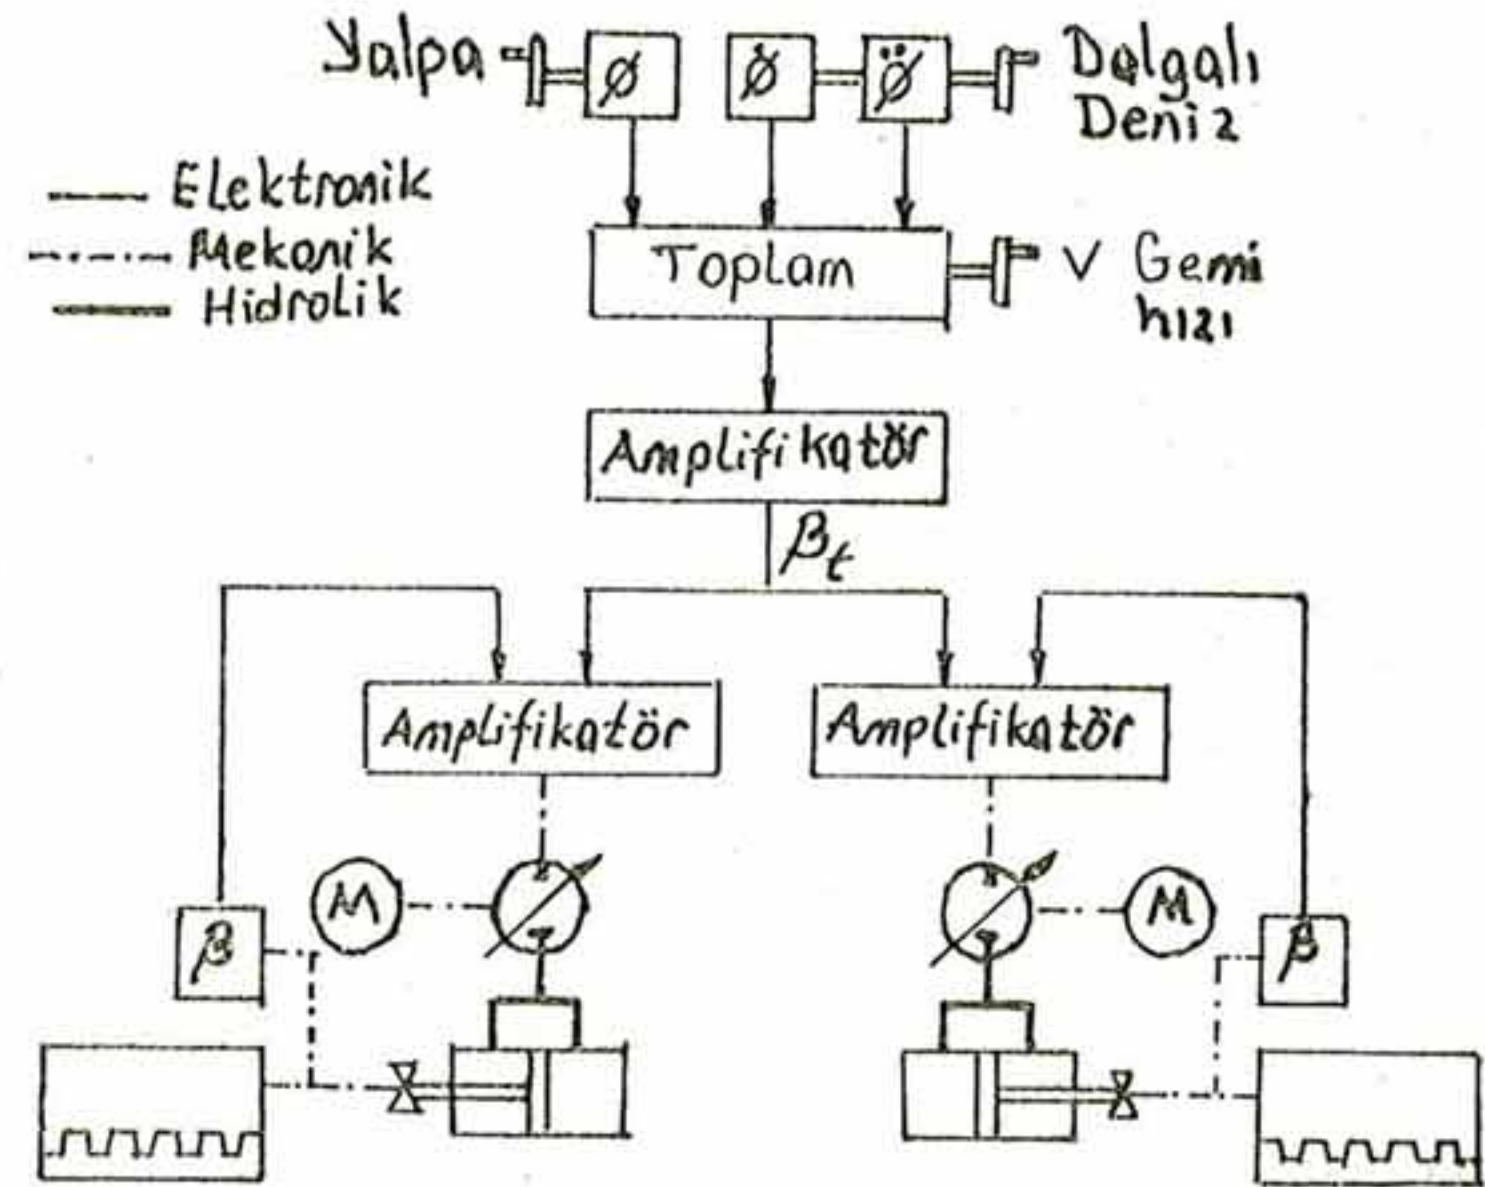 Yalpa
ϕ
ϕ̇
ϕ̈
Dalgalı
Deniz
Elektronik
Mekanik
Hidrolik
Toplam
V Gemi
hızı
Amplifikatör
βt
Amplifikatör
Amplifikatör
M
M
β
β